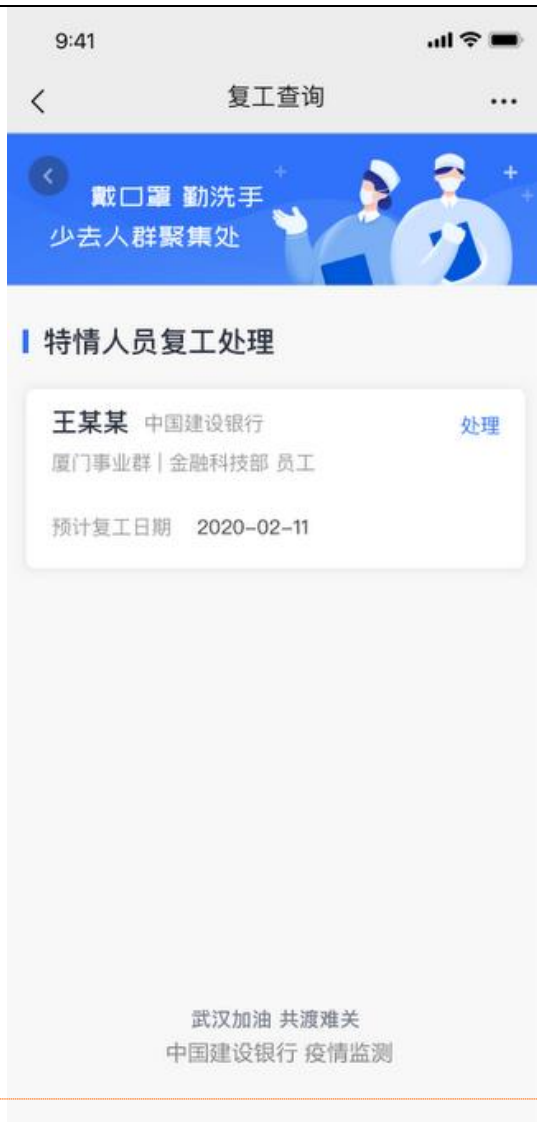 9:41
复工查询
戴口罩 勤洗手
少去人群聚集处
特情人员复工处理
王某某 中国建设银行 处理
厦门事业群 | 金融科技部 员工
预计复工日期 2020-02-11
武汉加油 共渡难关
中国建设银行 疫情监测